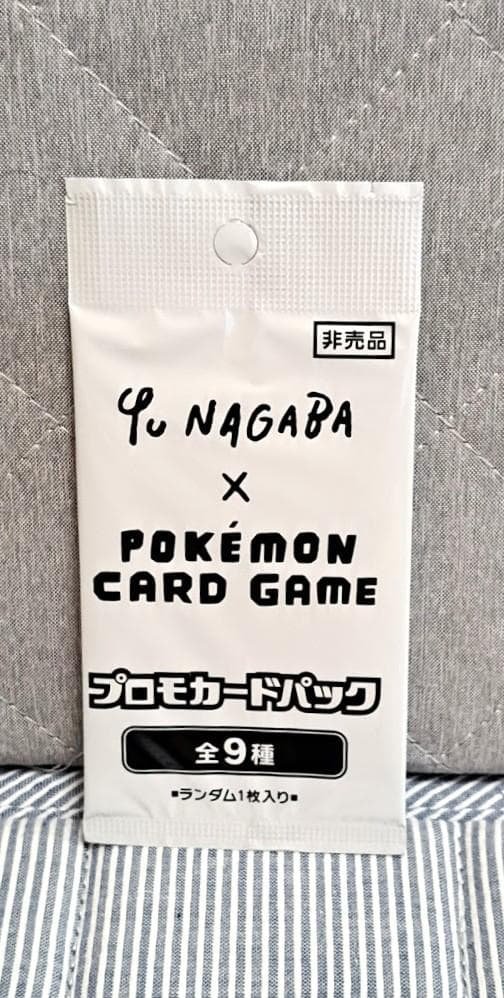 非売品
Yu NAGABA
×
POKÉMON
CARD GAME
プロモカードパック
全9種
■ランダム1枚入り■